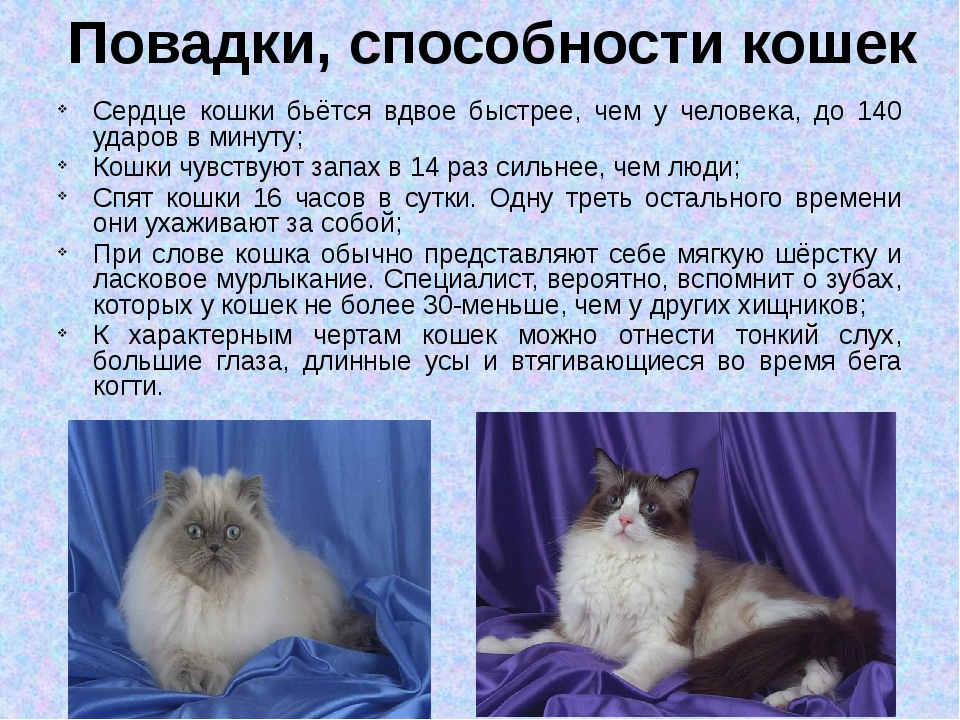 Повадки, способности кошек
Сердце кошки бьётся вдвое быстрее, чем у человека, до 140
ударов в минуту;
Кошки чувствуют запах в 14 раз сильнее, чем люди;
Спят кошки 16 часов в сутки. Одну треть остального времени
они ухаживают за собой;
При слове кошка обычно представляют себе мягкую шёрстку и
ласковое мурлыкание. Специалист, вероятно, вспомнит о зубах,
которых у кошек не более 30-меньше, чем у других хищников;
К характерным чертам кошек можно отнести тонкий слух,
большие глаза, длинные усы и втягивающиеся во время бега
когти.